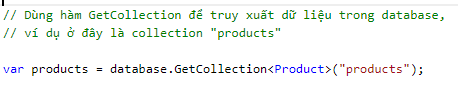 // Dùng hàm GetCollection để truy xuất dữ liệu trong database,
// ví dụ ở đây là collection "products"
var products = database.GetCollection<Product>("products");